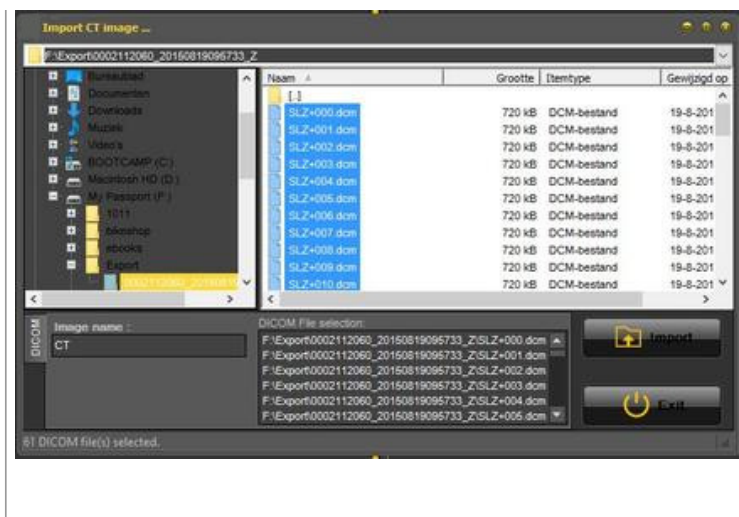 Import CT image ...
F:\Export\0002112060_20150819095733_Z
Bureaublad
Documenten
Downloads
Muziek
Video's
BOOTCAMP (C:)
Macintosh HD (D:)
My Passport (F:)
1011
bikeshop
ebooks
Export
0002112060_20150819
Naam Grootte Itemtype Gewijzigd op
[..]
SLZ+000.dcm 720 kB DCM-bestand 19-8-201
SLZ+001.dcm 720 kB DCM-bestand 19-8-201
SLZ+002.dcm 720 kB DCM-bestand 19-8-201
SLZ+003.dcm 720 kB DCM-bestand 19-8-201
SLZ+004.dcm 720 kB DCM-bestand 19-8-201
SLZ+005.dcm 720 kB DCM-bestand 19-8-201
SLZ+006.dcm 720 kB DCM-bestand 19-8-201
SLZ+007.dcm 720 kB DCM-bestand 19-8-201
SLZ+008.dcm 720 kB DCM-bestand 19-8-201
SLZ+009.dcm 720 kB DCM-bestand 19-8-201
SLZ+010.dcm 720 kB DCM-bestand 19-8-201
DICOM
Image name :
CT
DICOM File selection:
F:\Export\0002112060_20150819095733_Z\SLZ+000.dcm
F:\Export\0002112060_20150819095733_Z\SLZ+001.dcm
F:\Export\0002112060_20150819095733_Z\SLZ+002.dcm
F:\Export\0002112060_20150819095733_Z\SLZ+003.dcm
F:\Export\0002112060_20150819095733_Z\SLZ+004.dcm
F:\Export\0002112060_20150819095733_Z\SLZ+005.dcm
Import
Exit
61 DICOM file(s) selected.